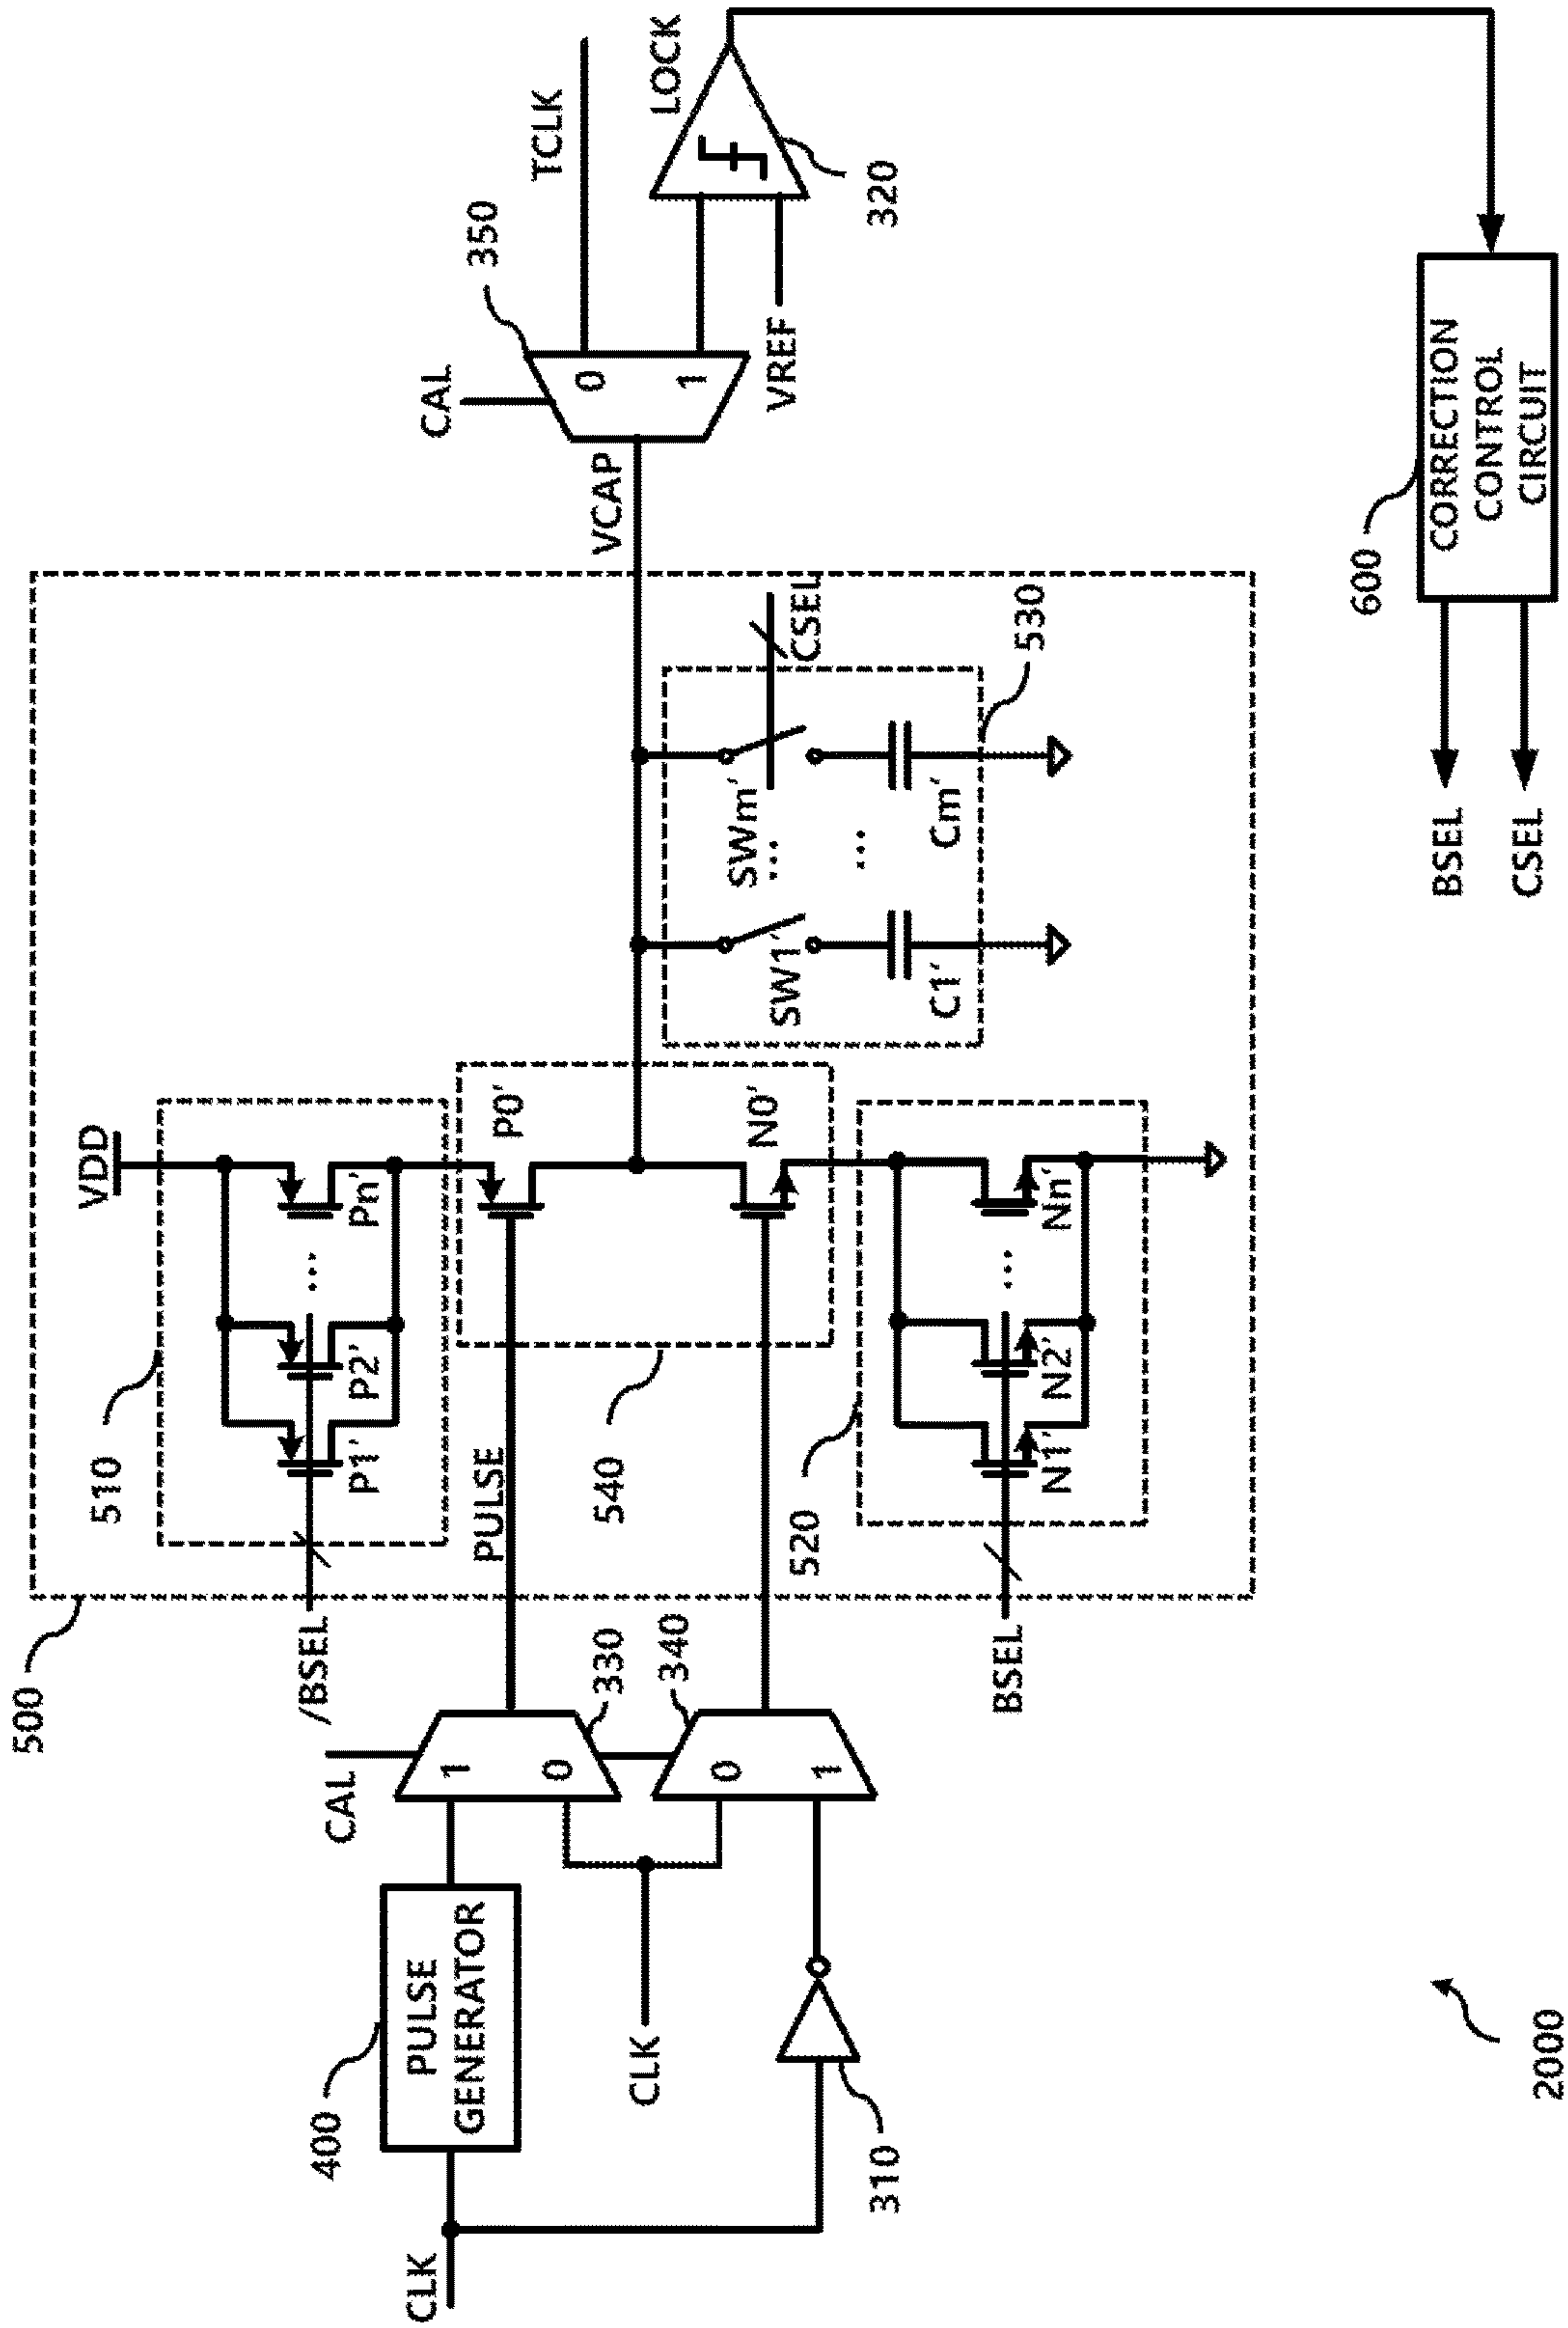 500
VDD
510
/BSEL
P1'
P2'
...
Pn'
CAL
400
PULSE
GENERATOR
1
0
330
PULSE
P0'
540
N0'
VCAP
CAL
350
0
1
TCLK
VREF
LOCK
320
CLK
CLK
310
340
0
1
520
BSEL
N1'
N2'
...
Nn'
SW1'
...
SWm'
CSEL
C1'
...
Cm'
530
600
CORRECTION
CONTROL
CIRCUIT
BSEL
CSEL
2000